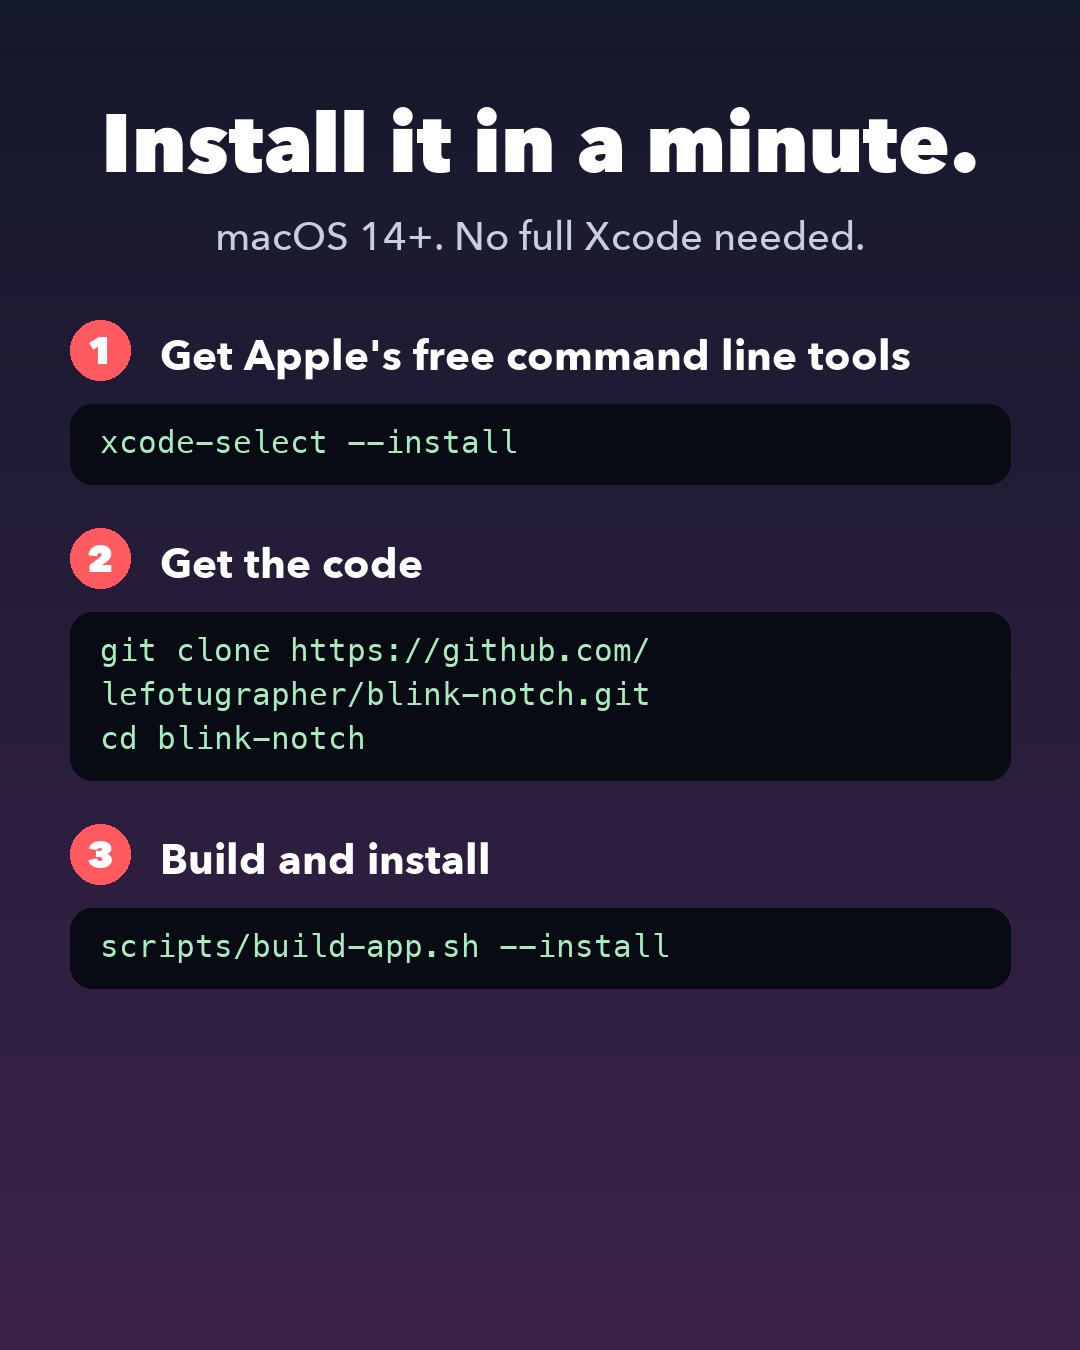 Install it in a minute.
macOS 14+. No full Xcode needed.
1 Get Apple's free command line tools
xcode-select --install
2 Get the code
git clone https://github.com/
lefotugrapher/blink-notch.git
cd blink-notch
3 Build and install
scripts/build-app.sh --install